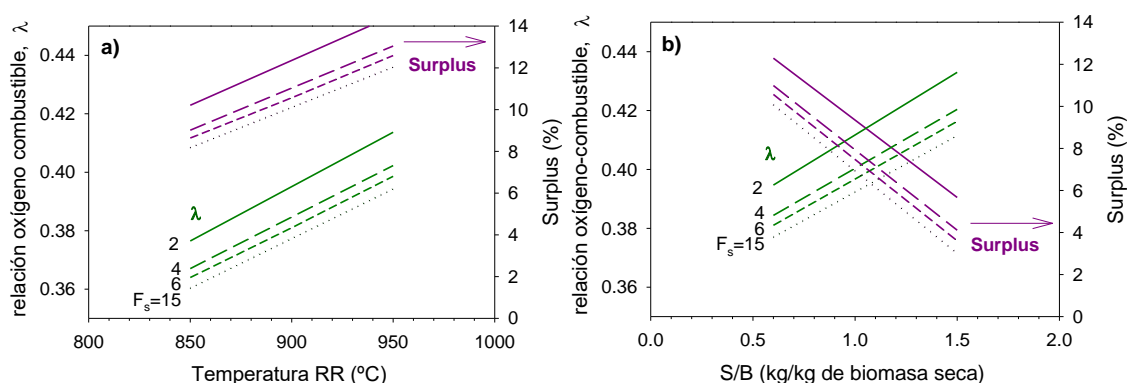 a)
relación oxígeno combustible, λ
0.44
0.42
0.40
0.38
0.36
14
12
10
8
6
4
2
0
Surplus (%)
Surplus
λ
2
4
6
Fs=15
800 850 900 950 1000
Temperatura RR (ºC)
b)
relación oxígeno-combustible, λ
0.44
0.42
0.40
0.38
0.36
14
12
10
8
6
4
2
0
Surplus (%)
λ
2
4
6
Fs=15
Surplus
0.0 0.5 1.0 1.5 2.0
S/B (kg/kg de biomasa seca)